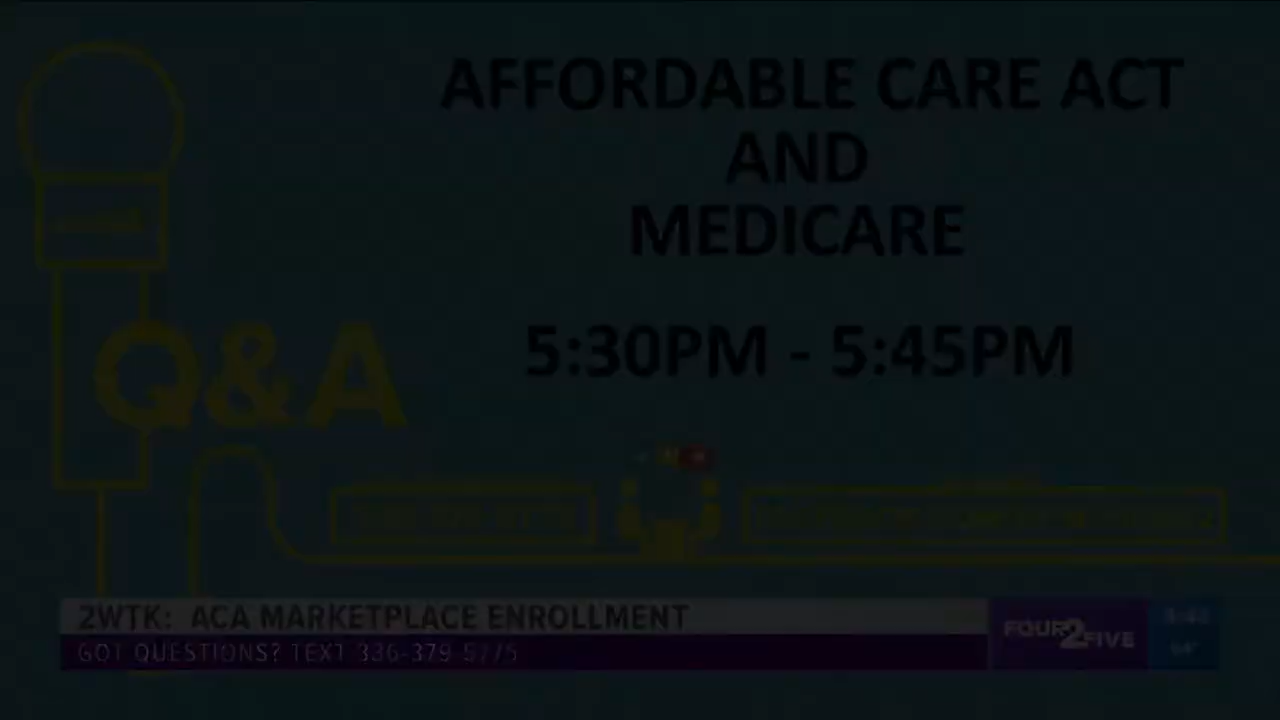 AFFORDABLE CARE ACT
AND
MEDICARE
5:30PM - 5:45PM
Q&A
2WTK: ACA MARKETPLACE ENROLLMENT
GOT QUESTIONS? TEXT 336-379-5775
FOUR2FIVE